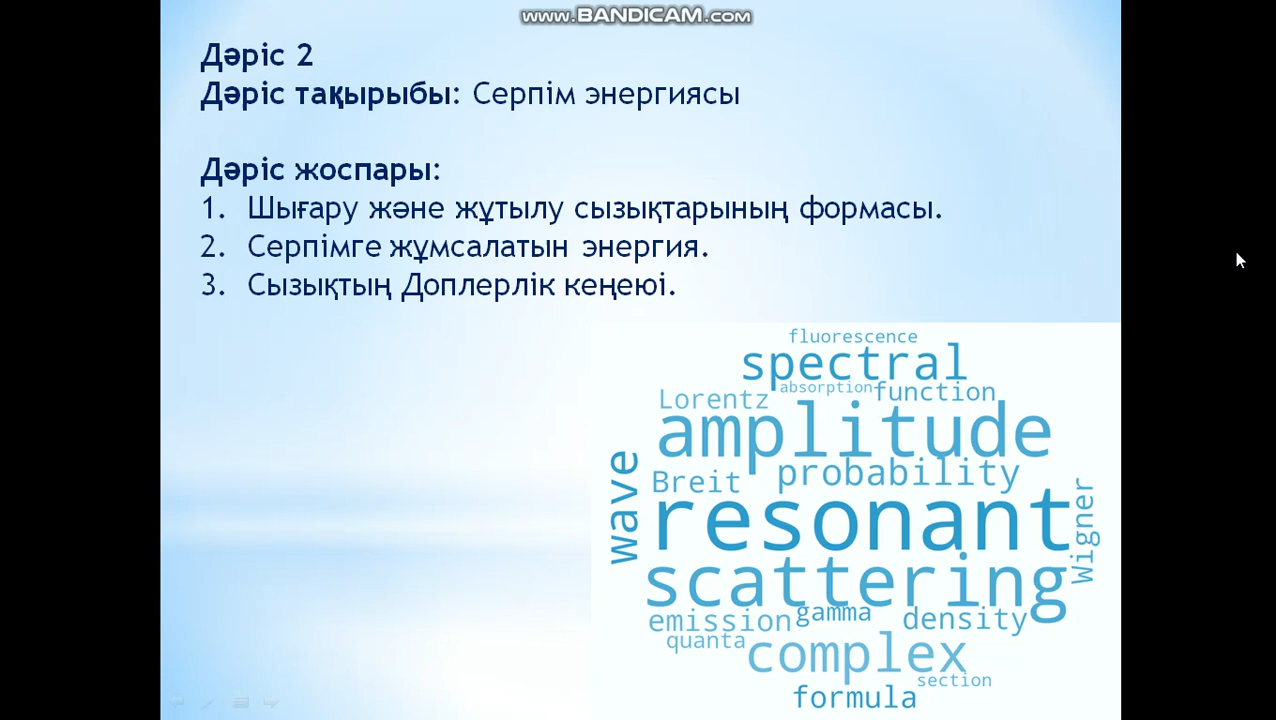 www.BANDICAM.com
Дәріс 2
Дәріс тақырыбы: Серпім энергиясы
Дәріс жоспары:
1. Шығару және жұтылу сызықтарының формасы.
2. Серпімге жұмсалатын энергия.
3. Сызықтың Доплерлік кеңеюі.
fluorescence
spectral
absorption function
Lorentz
amplitude
wave
Breit probability
resonant
Wigner
scattering
emission gamma density
quanta
complex
section
formula